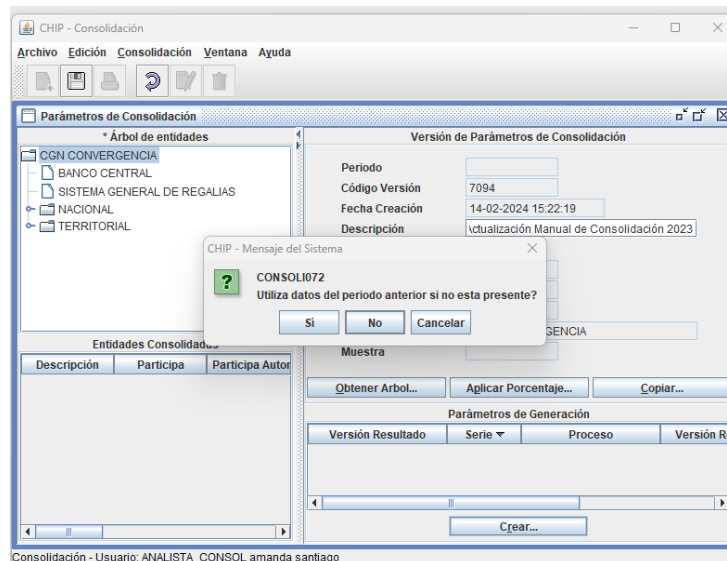 CHIP - Consolidación
Archivo Edición Consolidación Ventana Ayuda
Parámetros de Consolidación
* Árbol de entidades
CGN CONVERGENCIA
BANCO CENTRAL
SISTEMA GENERAL DE REGALIAS
NACIONAL
TERRITORIAL
Versión de Parámetros de Consolidación
Periodo
Código Versión 7094
Fecha Creación 14-02-2024 15:22:19
Descripción ctualización Manual de Consolidación 2023
CHIP - Mensaje del Sistema
CONSOLI072
Utiliza datos del periodo anterior si no esta presente?
Sí No Cancelar
GENCIA
Muestra
Entidades Consolidadas
Descripción Participa Participa Autor
Obtener Arbol... Aplicar Porcentaje... Copiar...
Parámetros de Generación
Versión Resultado Serie Proceso Versión R
Crear...
Consolidación - Usuario: ANALISTA_CONSOL amanda santiago